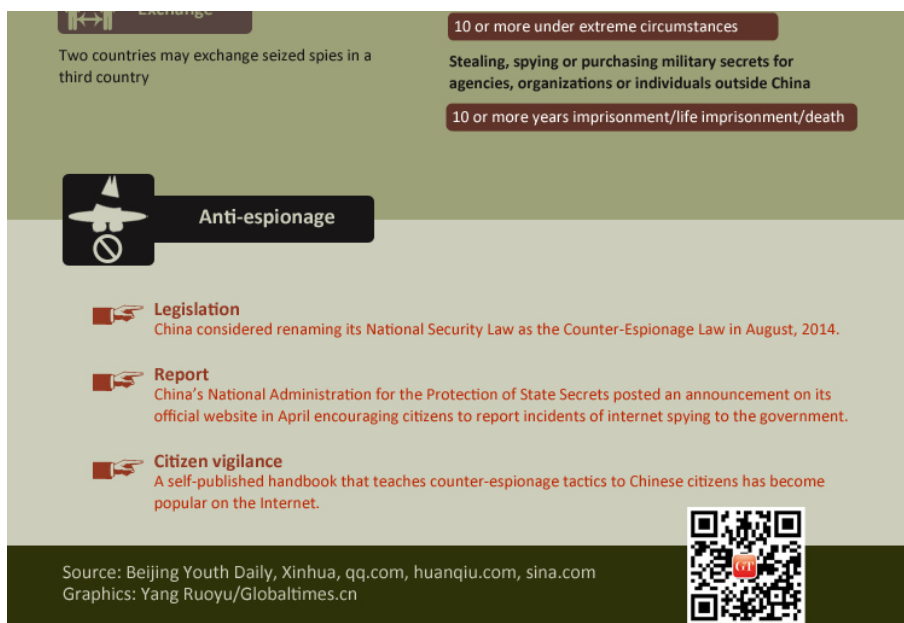 Exchange
Two countries may exchange seized spies in a
third country
10 or more under extreme circumstances
Stealing, spying or purchasing military secrets for
agencies, organizations or individuals outside China
10 or more years imprisonment/life imprisonment/death
Anti-espionage
Legislation
China considered renaming its National Security Law as the Counter-Espionage Law in August, 2014.
Report
China's National Administration for the Protection of State Secrets posted an announcement on its
official website in April encouraging citizens to report incidents of internet spying to the government.
Citizen vigilance
A self-published handbook that teaches counter-espionage tactics to Chinese citizens has become
popular on the Internet.
GT
Source: Beijing Youth Daily, Xinhua, qq.com, huanqiu.com, sina.com
Graphics: Yang Ruoyu/Globaltimes.cn